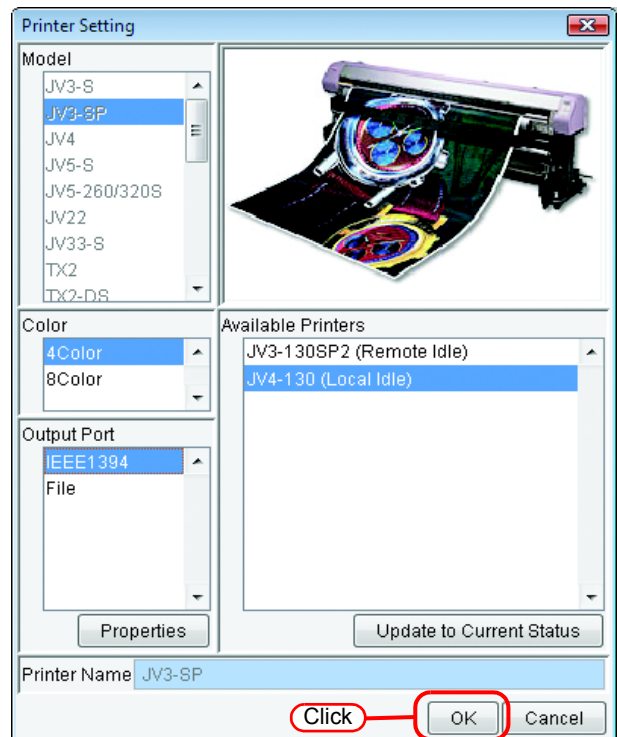 Printer Setting
Model
JV3-S
JV3-SP
JV4
JV5-S
JV5-260/320S
JV22
JV33-S
TX2
TX2-DS
Color
4Color
8Color
Output Port
IEEE1394
File
Properties
Available Printers
JV3-130SP2 (Remote Idle)
JV4-130 (Local Idle)
Update to Current Status
Printer Name JV3-SP
Click
OK Cancel